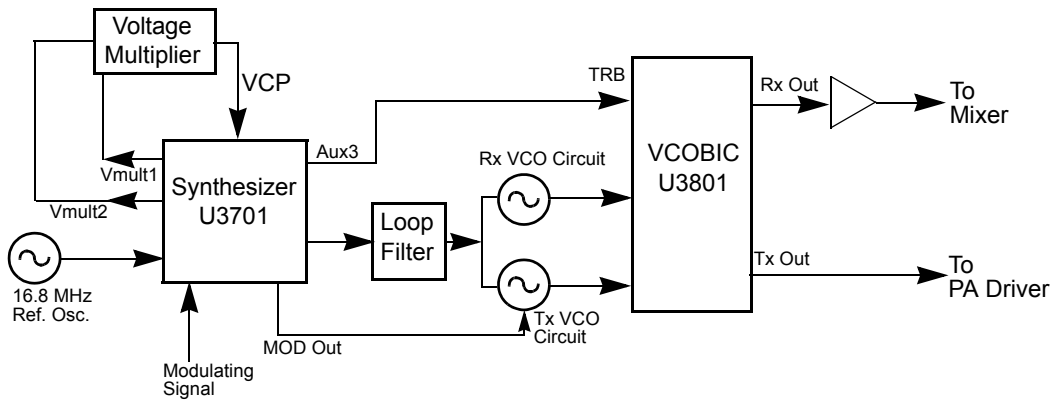 Voltage
Multiplier
VCP
TRB
Rx Out
To
Mixer
Aux3
VCOBIC
U3801
Rx VCO Circuit
Vmult1
Synthesizer
U3701
Vmult2
Loop
Filter
Tx Out
To
PA Driver
16.8 MHz
Ref. Osc.
Tx VCO
Circuit
MOD Out
Modulating
Signal